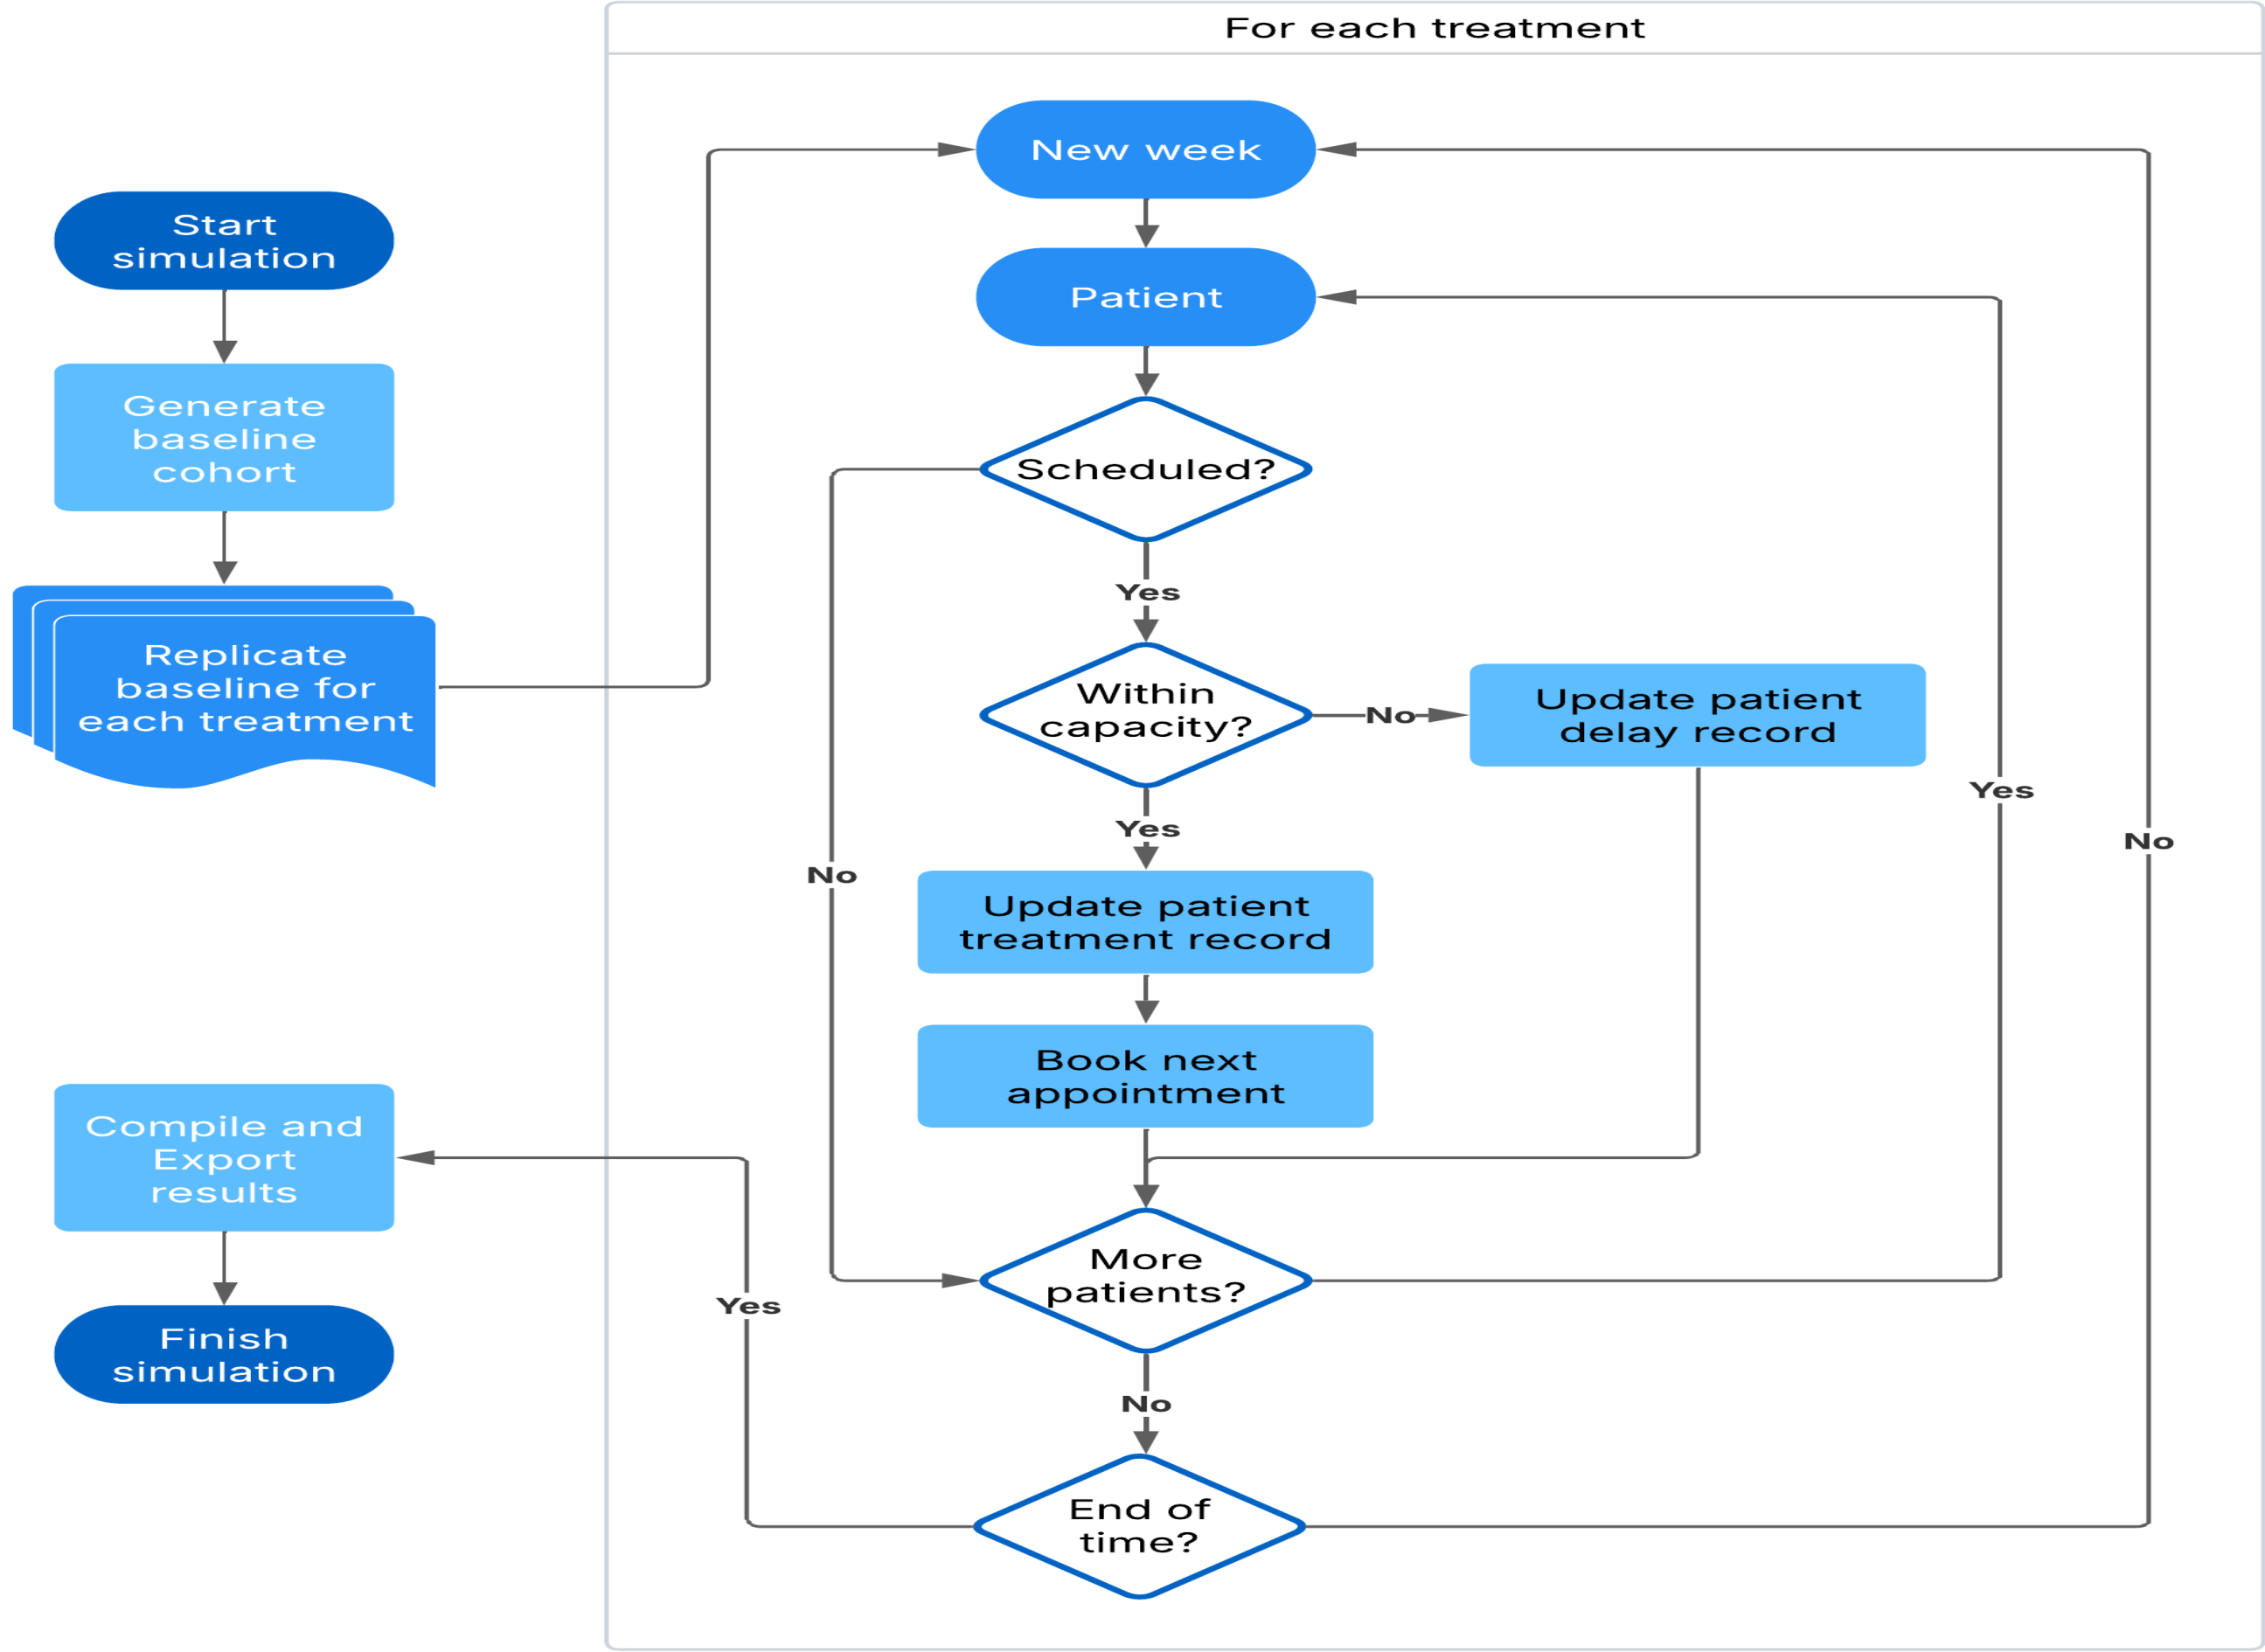 For each treatment
Start
simulation
Generate
baseline
cohort
Replicate
baseline for
each treatment
New week
Patient
Scheduled?
Yes
No
Within
capacity?
No
Update patient
delay record
Yes
Update patient
treatment record
Book next
appointment
More
patients?
Yes
No
End of
time?
No
Yes
Compile and
Export
results
Finish
simulation